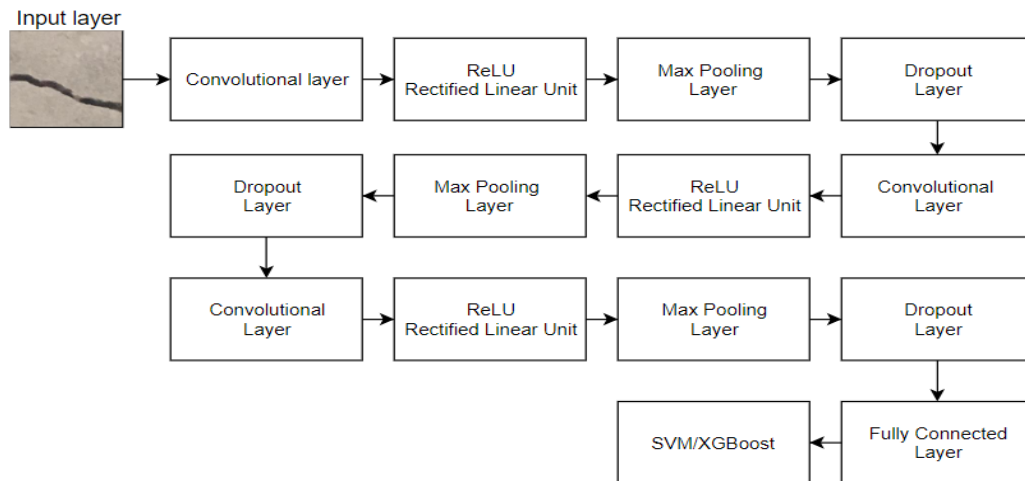 Input layer
Convolutional layer
ReLU
Rectified Linear Unit
Max Pooling
Layer
Dropout
Layer
Convolutional
Layer
ReLU
Rectified Linear Unit
Max Pooling
Layer
Dropout
Layer
Convolutional
Layer
ReLU
Rectified Linear Unit
Max Pooling
Layer
Dropout
Layer
Fully Connected
Layer
SVM/XGBoost